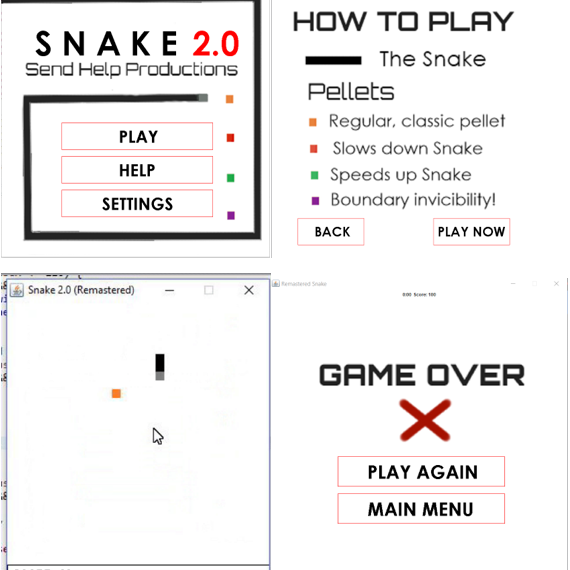 SNAKE 2.0
Send Help Productions
PLAY
HELP
SETTINGS
HOW TO PLAY
The Snake
Pellets
Regular, classic pellet
Slows down Snake
Speeds up Snake
Boundary invicibility!
BACK
PLAY NOW
Snake 2.0 (Remastered)
Remastered Snake
Score: 100
GAME OVER
PLAY AGAIN
MAIN MENU